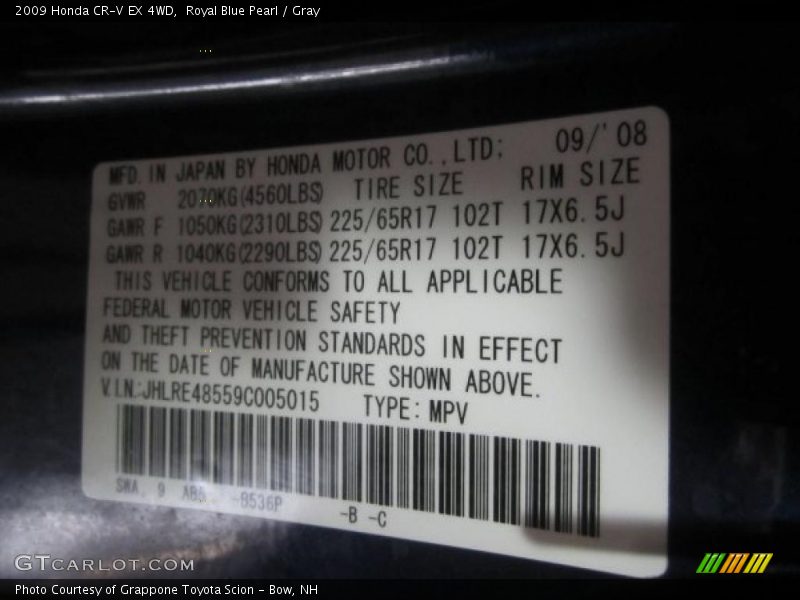 2009 Honda CR-V EX 4WD, Royal Blue Pearl / Gray
MFD. IN JAPAN BY HONDA MOTOR CO., LTD; 09/'08
GVWR 2070KG(4560LBS) TIRE SIZE RIM SIZE
GAWR F 1050KG(2310LBS) 225/65R17 102T 17X6.5J
GAWR R 1040KG(2290LBS) 225/65R17 102T 17X6.5J
THIS VEHICLE CONFORMS TO ALL APPLICABLE
FEDERAL MOTOR VEHICLE SAFETY
AND THEFT PREVENTION STANDARDS IN EFFECT
ON THE DATE OF MANUFACTURE SHOWN ABOVE.
V.I.N.:JHLRE48559C005015 TYPE: MPV
SWA 9 -B536P -B -C
GTCARLOT.COM
Photo Courtesy of Grappone Toyota Scion - Bow, NH